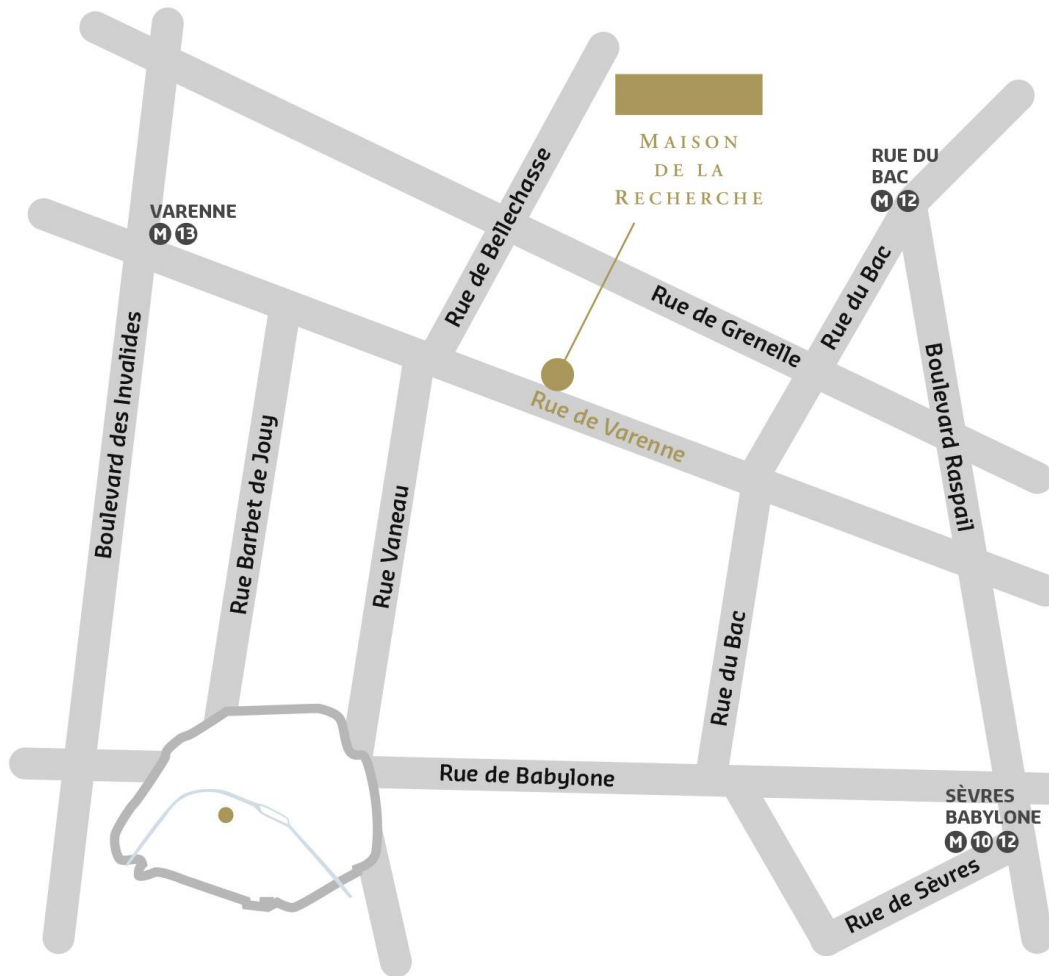 MAISON
DE LA
RECHERCHE
RUE DU
BAC
M 12
VARENNE
M 13
Rue de Bellechasse
Rue du Bac
Rue de Grenelle
Boulevard des Invalides
Boulevard Raspail
Rue de Varenne
Rue Barbet de Jouy
Rue Vaneau
Rue du Bac
Rue de Babylone
SÈVRES
BABYLONE
M 10 12
Rue de Sèvres